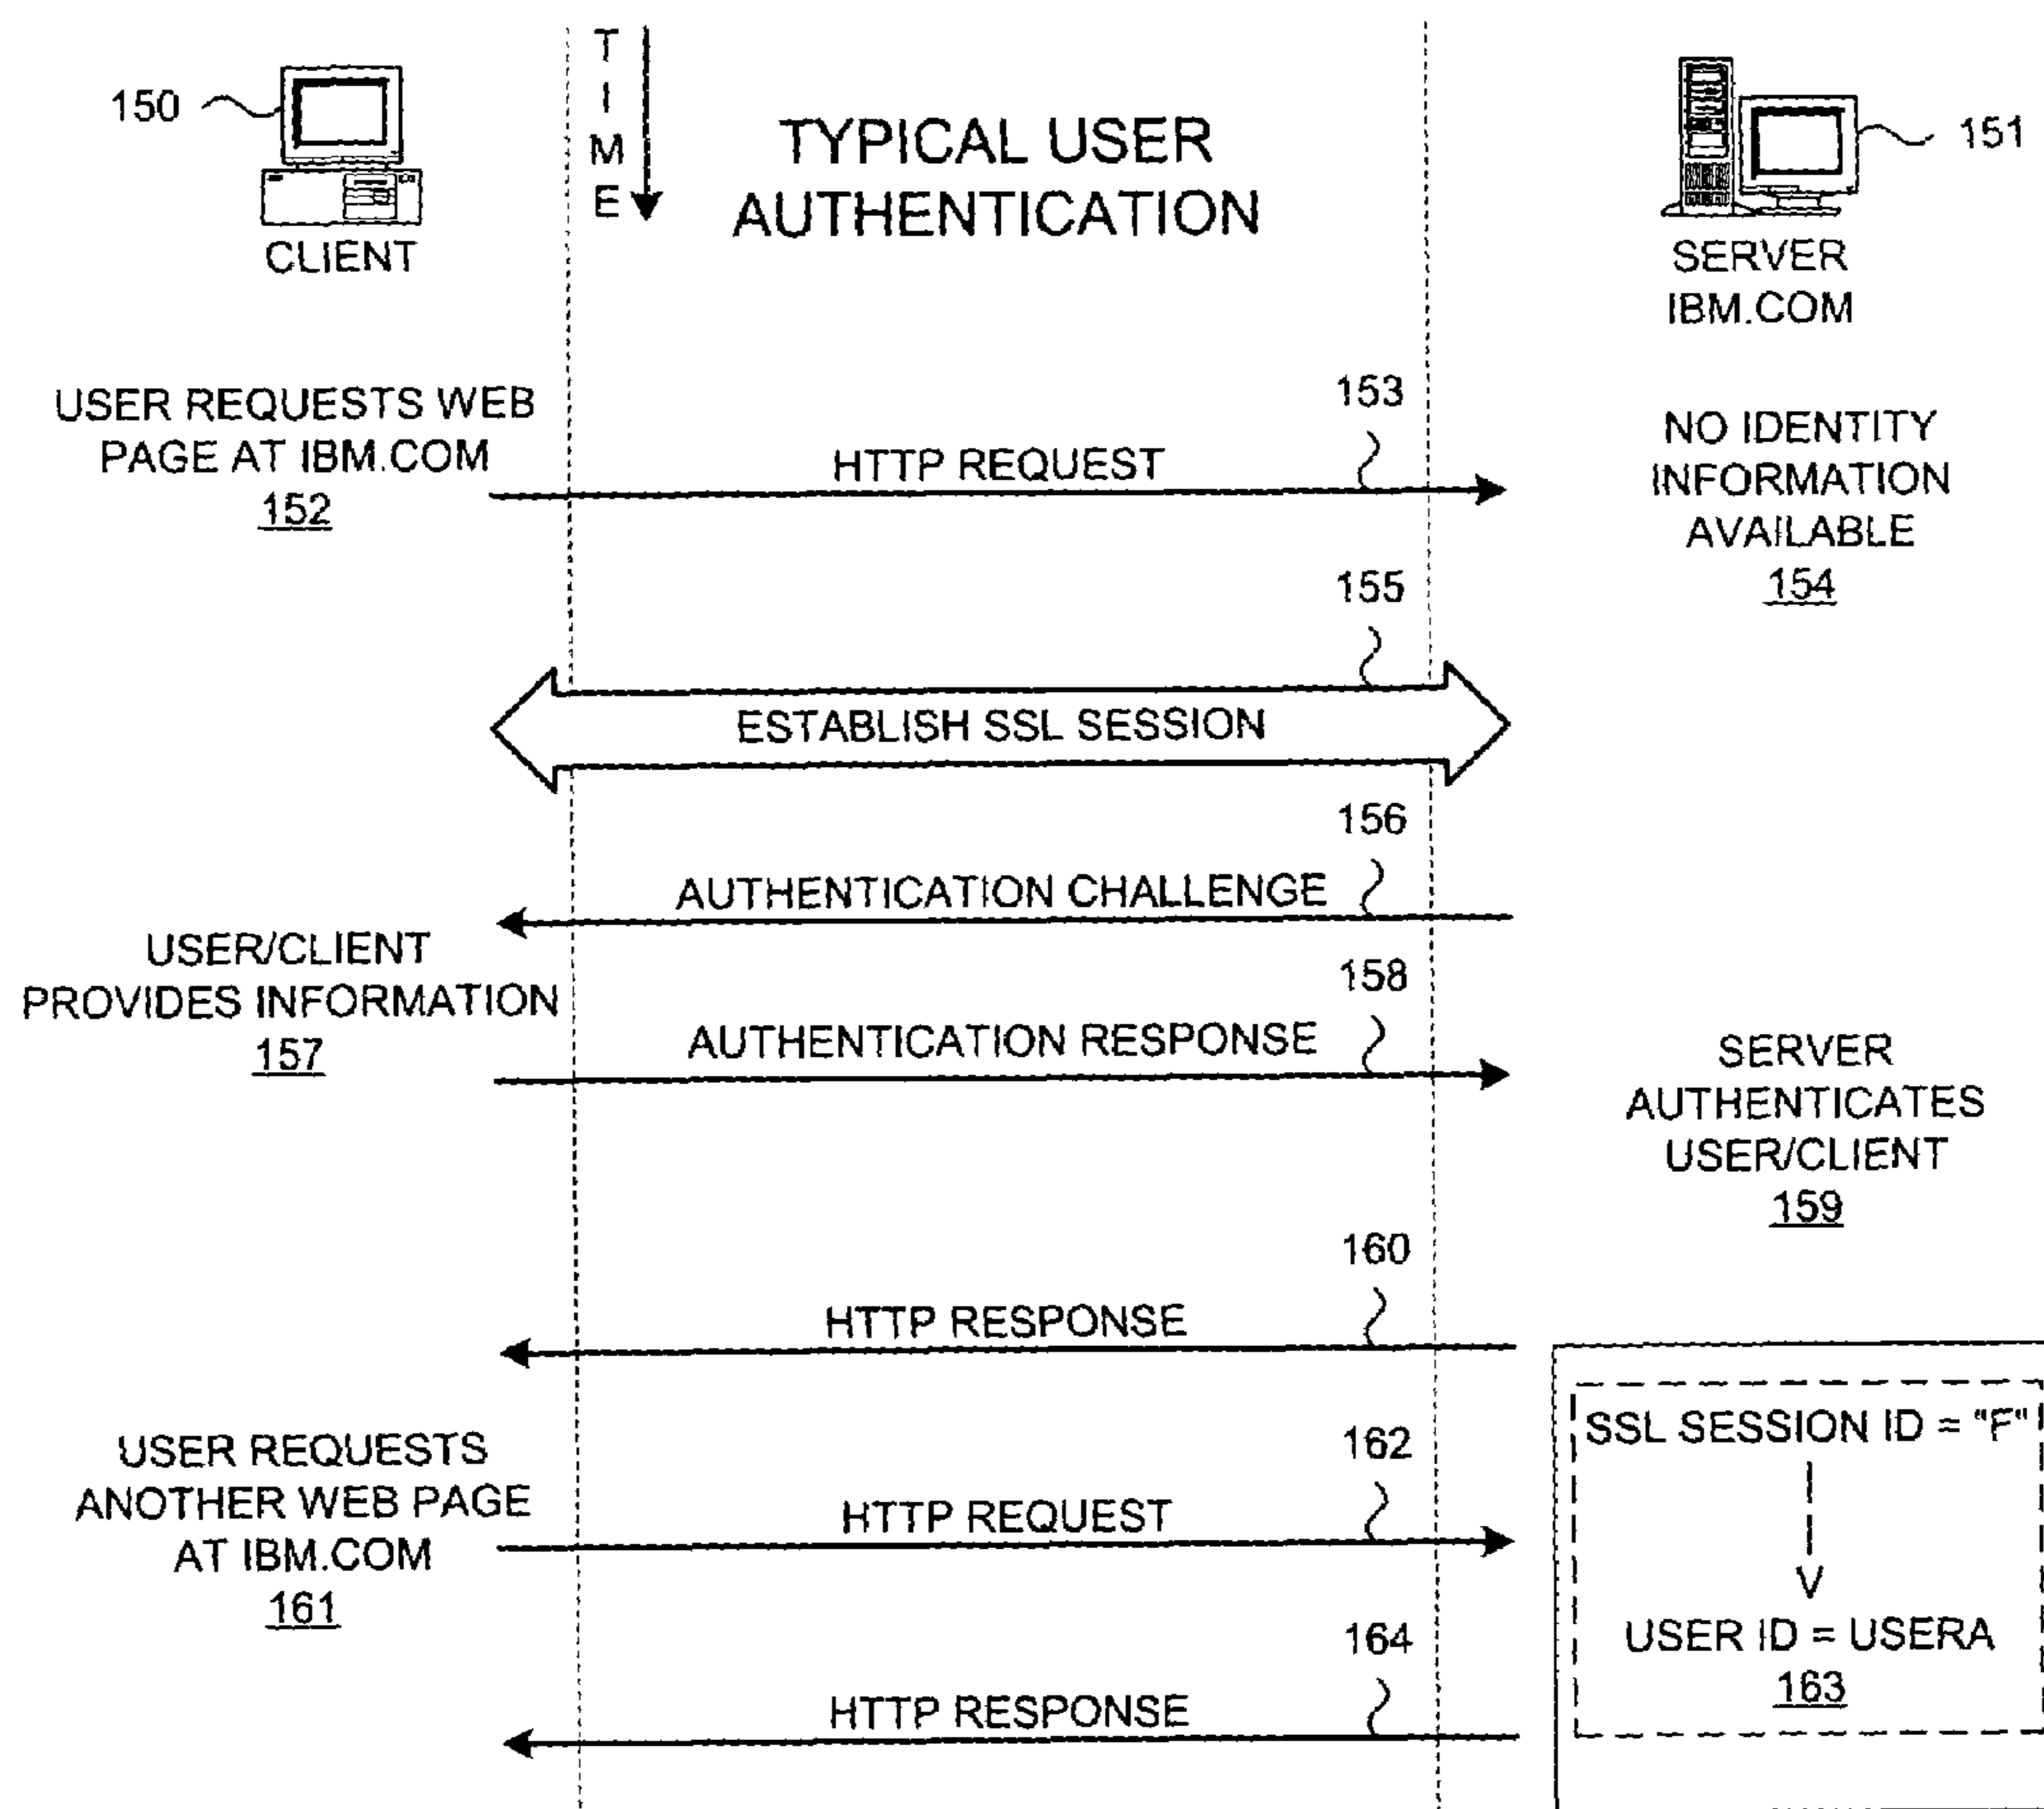 150
CLIENT
TIME
TYPICAL USER
AUTHENTICATION
151
SERVER
IBM.COM
USER REQUESTS WEB
PAGE AT IBM.COM
152
153
HTTP REQUEST
NO IDENTITY
INFORMATION
AVAILABLE
154
155
ESTABLISH SSL SESSION
156
AUTHENTICATION CHALLENGE
USER/CLIENT
PROVIDES INFORMATION
157
158
AUTHENTICATION RESPONSE
SERVER
AUTHENTICATES
USER/CLIENT
159
160
HTTP RESPONSE
USER REQUESTS
ANOTHER WEB PAGE
AT IBM.COM
161
162
HTTP REQUEST
SSL SESSION ID = "F"
USER ID = USERA
163
164
HTTP RESPONSE